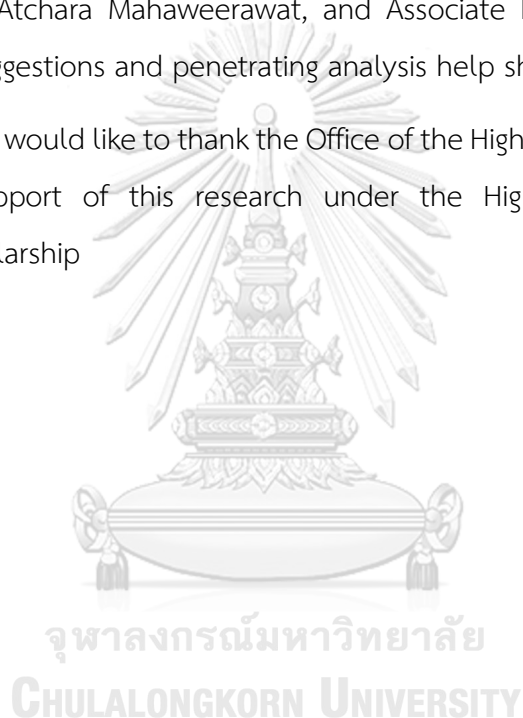 Atchara Mahaweerawat, and Associate
ggestions and penetrating analysis help
would like to thank the Office of the High
pport of this research under the Hig
larship
จุฬาลงกรณ์มหาวิทยาลัย
CHULALONGKORN UNIVERSITY